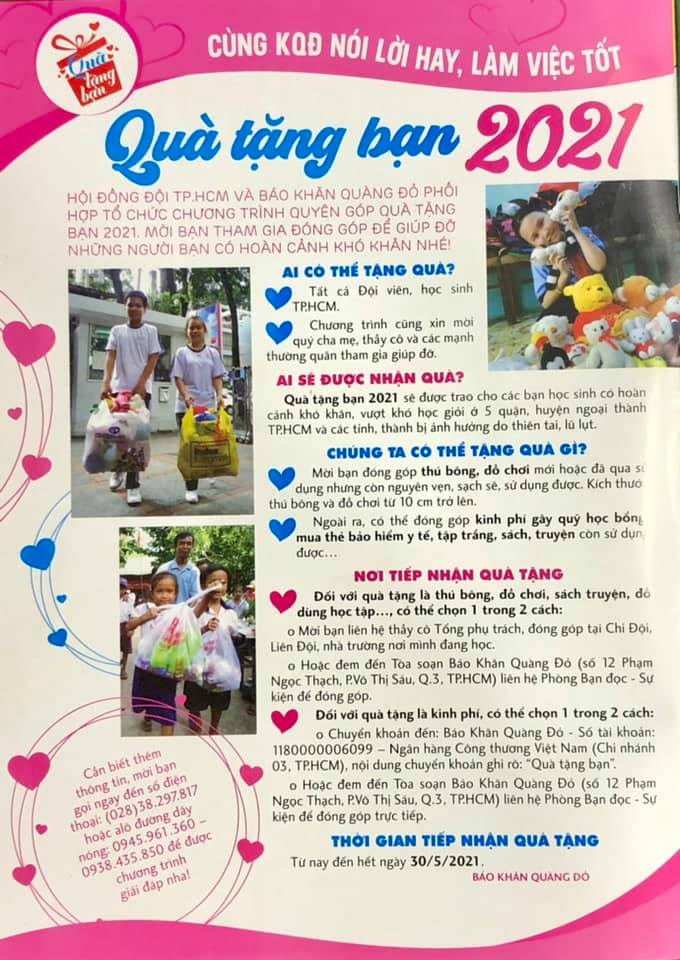 Quà
tặng
bạn
CÙNG KQĐ NÓI LỜI HAY, LÀM VIỆC TỐT
Quà tặng bạn 2021
HỘI ĐỒNG ĐỘI TP.HCM VÀ BÁO KHĂN QUÀNG ĐỎ PHỐI
HỢP TỔ CHỨC CHƯƠNG TRÌNH QUYÊN GÓP QUÀ TẶNG
BẠN 2021. MỜI BẠN THAM GIA ĐÓNG GÓP ĐỂ GIÚP ĐỠ
NHỮNG NGƯỜI BẠN CÓ HOÀN CẢNH KHÓ KHĂN NHÉ!
AI CÓ THỂ TẶNG QUÀ?
Tất cả Đội viên, học sinh
TP.HCM.
Chương trình cũng xin mời
quý cha mẹ, thầy cô và các mạnh
thường quân tham gia giúp đỡ.
AI SẼ ĐƯỢC NHẬN QUÀ?
Quà tặng bạn 2021 sẽ được trao cho các bạn học sinh có hoàn
cảnh khó khăn, vượt khó học giỏi ở 5 quận, huyện ngoại thành
TP.HCM và các tỉnh, thành bị ảnh hưởng do thiên tai, lũ lụt.
CHÚNG TA CÓ THỂ TẶNG QUÀ GÌ?
Mời bạn đóng góp thú bông, đồ chơi mới hoặc đã qua sử
dụng nhưng còn nguyên vẹn, sạch sẽ, sử dụng được. Kích thướ
thú bông và đồ chơi từ 10 cm trở lên.
Ngoài ra, có thể đóng góp kinh phí gây quỹ học bổng
mua thẻ bảo hiểm y tế, tập trắng, sách, truyện còn sử dụng
được...
NƠI TIẾP NHẬN QUÀ TẶNG
Đối với quà tặng là thú bông, đồ chơi, sách truyện, đồ
dùng học tập..., có thể chọn 1 trong 2 cách:
o Mời bạn liên hệ thầy cô Tổng phụ trách, đóng góp tại Chi Đội,
Liên Đội, nhà trường nơi mình đang học.
o Hoặc đem đến Tòa soạn Báo Khăn Quàng Đỏ (số 12 Phạm
Ngọc Thạch, P.Võ Thị Sáu, Q.3, TP.HCM) liên hệ Phòng Bạn đọc - Sự
kiện để đóng góp.
Đối với quà tặng là kinh phí, có thể chọn 1 trong 2 cách:
o Chuyển khoản đến: Báo Khăn Quàng Đỏ - Số tài khoản:
1180000006099 – Ngân hàng Công thương Việt Nam (Chi nhánh
03, TP.HCM), nội dung chuyển khoản ghi rõ: "Quà tặng bạn".
o Hoặc đem đến Tòa soạn Báo Khăn Quàng Đỏ (số 12 Phạm
Ngọc Thạch, P.Võ Thị Sáu, Q.3, TP.HCM) liên hệ Phòng Bạn đọc - Sự
kiện để đóng góp trực tiếp.
THỜI GIAN TIẾP NHẬN QUÀ TẶNG
Từ nay đến hết ngày 30/5/2021.
BÁO KHĂN QUÀNG ĐỎ
Cần biết thêm
thông tin, mời bạn
gọi ngay đến số điện
thoại: (028)38.297.817
hoặc alô đường dây
nóng: 0945.961.360 –
0938.435.850 để được
chương trình
giải đáp nha!